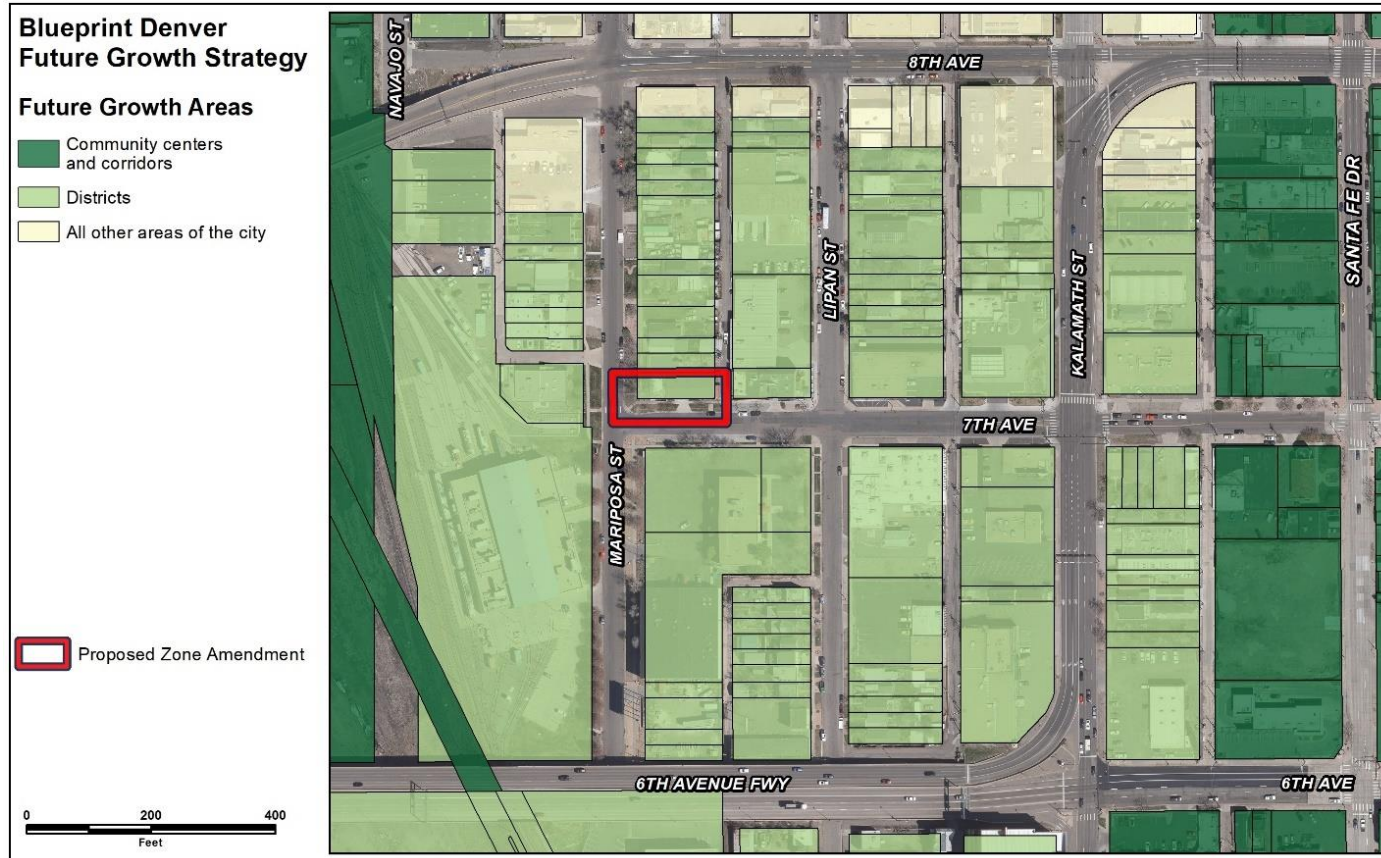 Blueprint Denver
Future Growth Strategy
Future Growth Areas
Community centers
and corridors
Districts
All other areas of the city
Proposed Zone Amendment
0 200 400
Feet
NAVAJO ST
8TH AVE
LIPAN ST
KALAMATH ST
SANTA FE DR
7TH AVE
MARIPOSA ST
6TH AVENUE FWY
6TH AVE